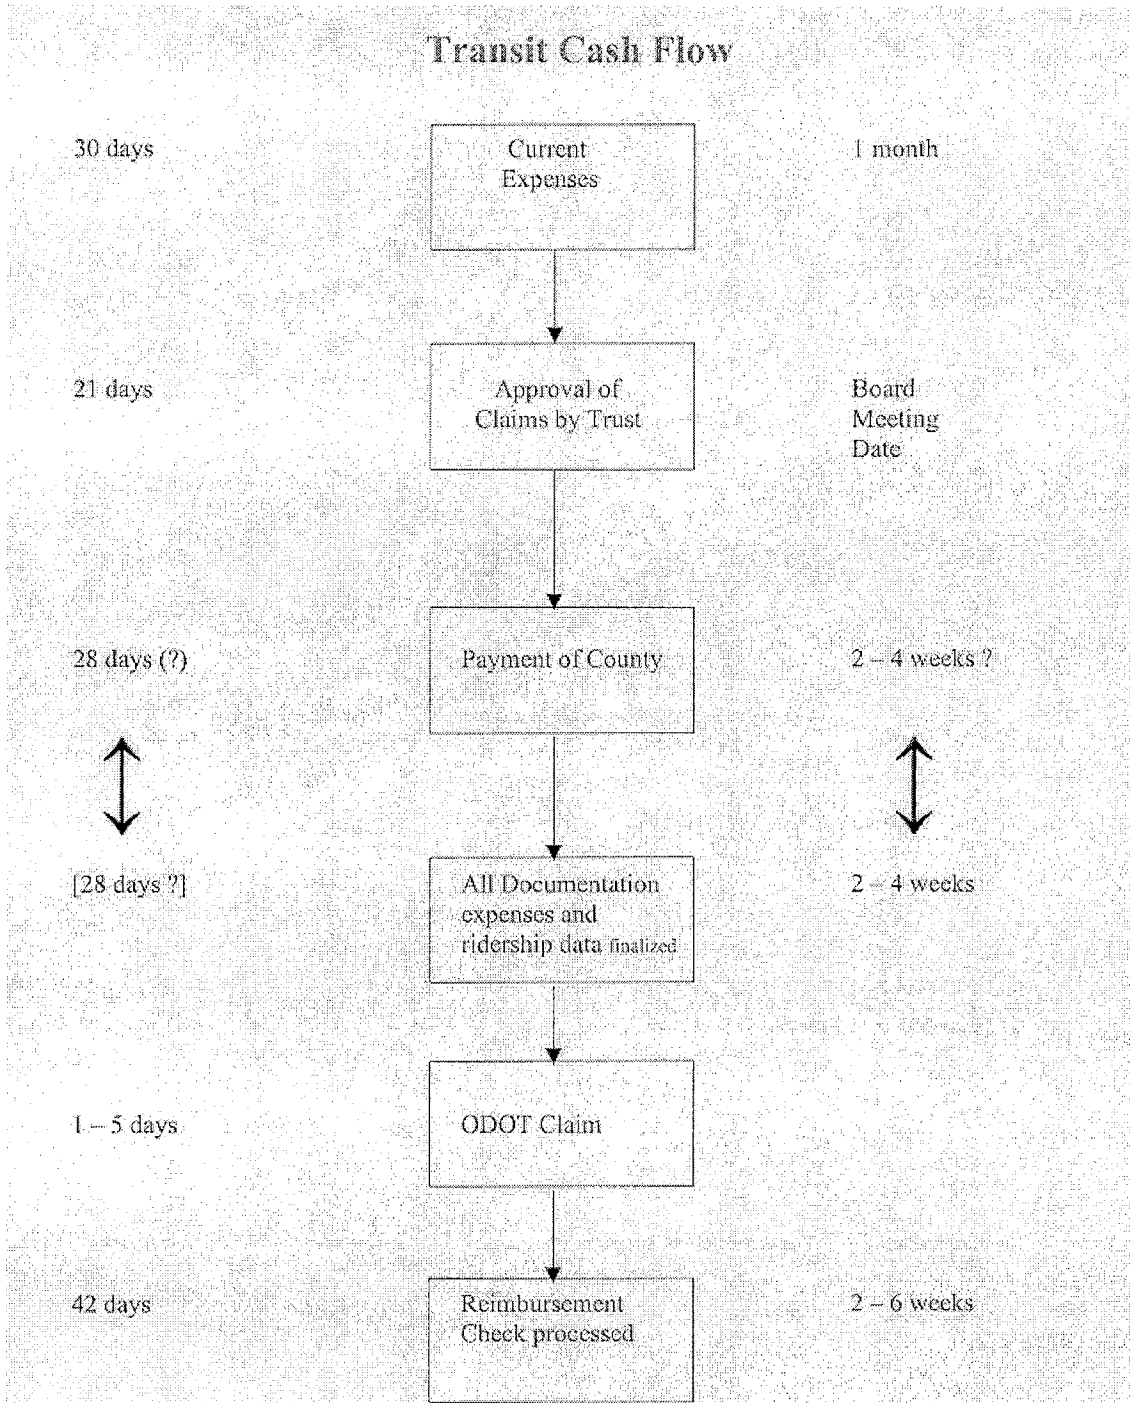 Transit Cash Flow
30 days
Current
Expenses
1 month
21 days
Approval of
Claims by Trust
Board
Meeting
Date
28 days (?)
Payment of County
2 – 4 weeks ?
[28 days ?]
All Documentation
expenses and
ridership data finalized
2 – 4 weeks
1 – 5 days
ODOT Claim
42 days
Reimbursement
Check processed
2 – 6 weeks